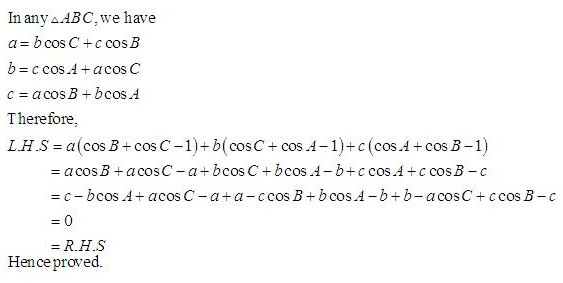 In any △ABC, we have
a = b cos C + c cos B
b = c cos A + a cos C
c = a cos B + b cos A
Therefore,
L.H.S = a(cos B + cos C − 1) + b(cos C + cos A − 1) + c(cos A + cos B − 1)
= a cos B + a cos C − a + b cos C + b cos A − b + c cos A + c cos B − c
= c − b cos A + a cos C − a + a − c cos B + b cos A − b + b − a cos C + c cos B − c
= 0
= R.H.S
Hence proved.